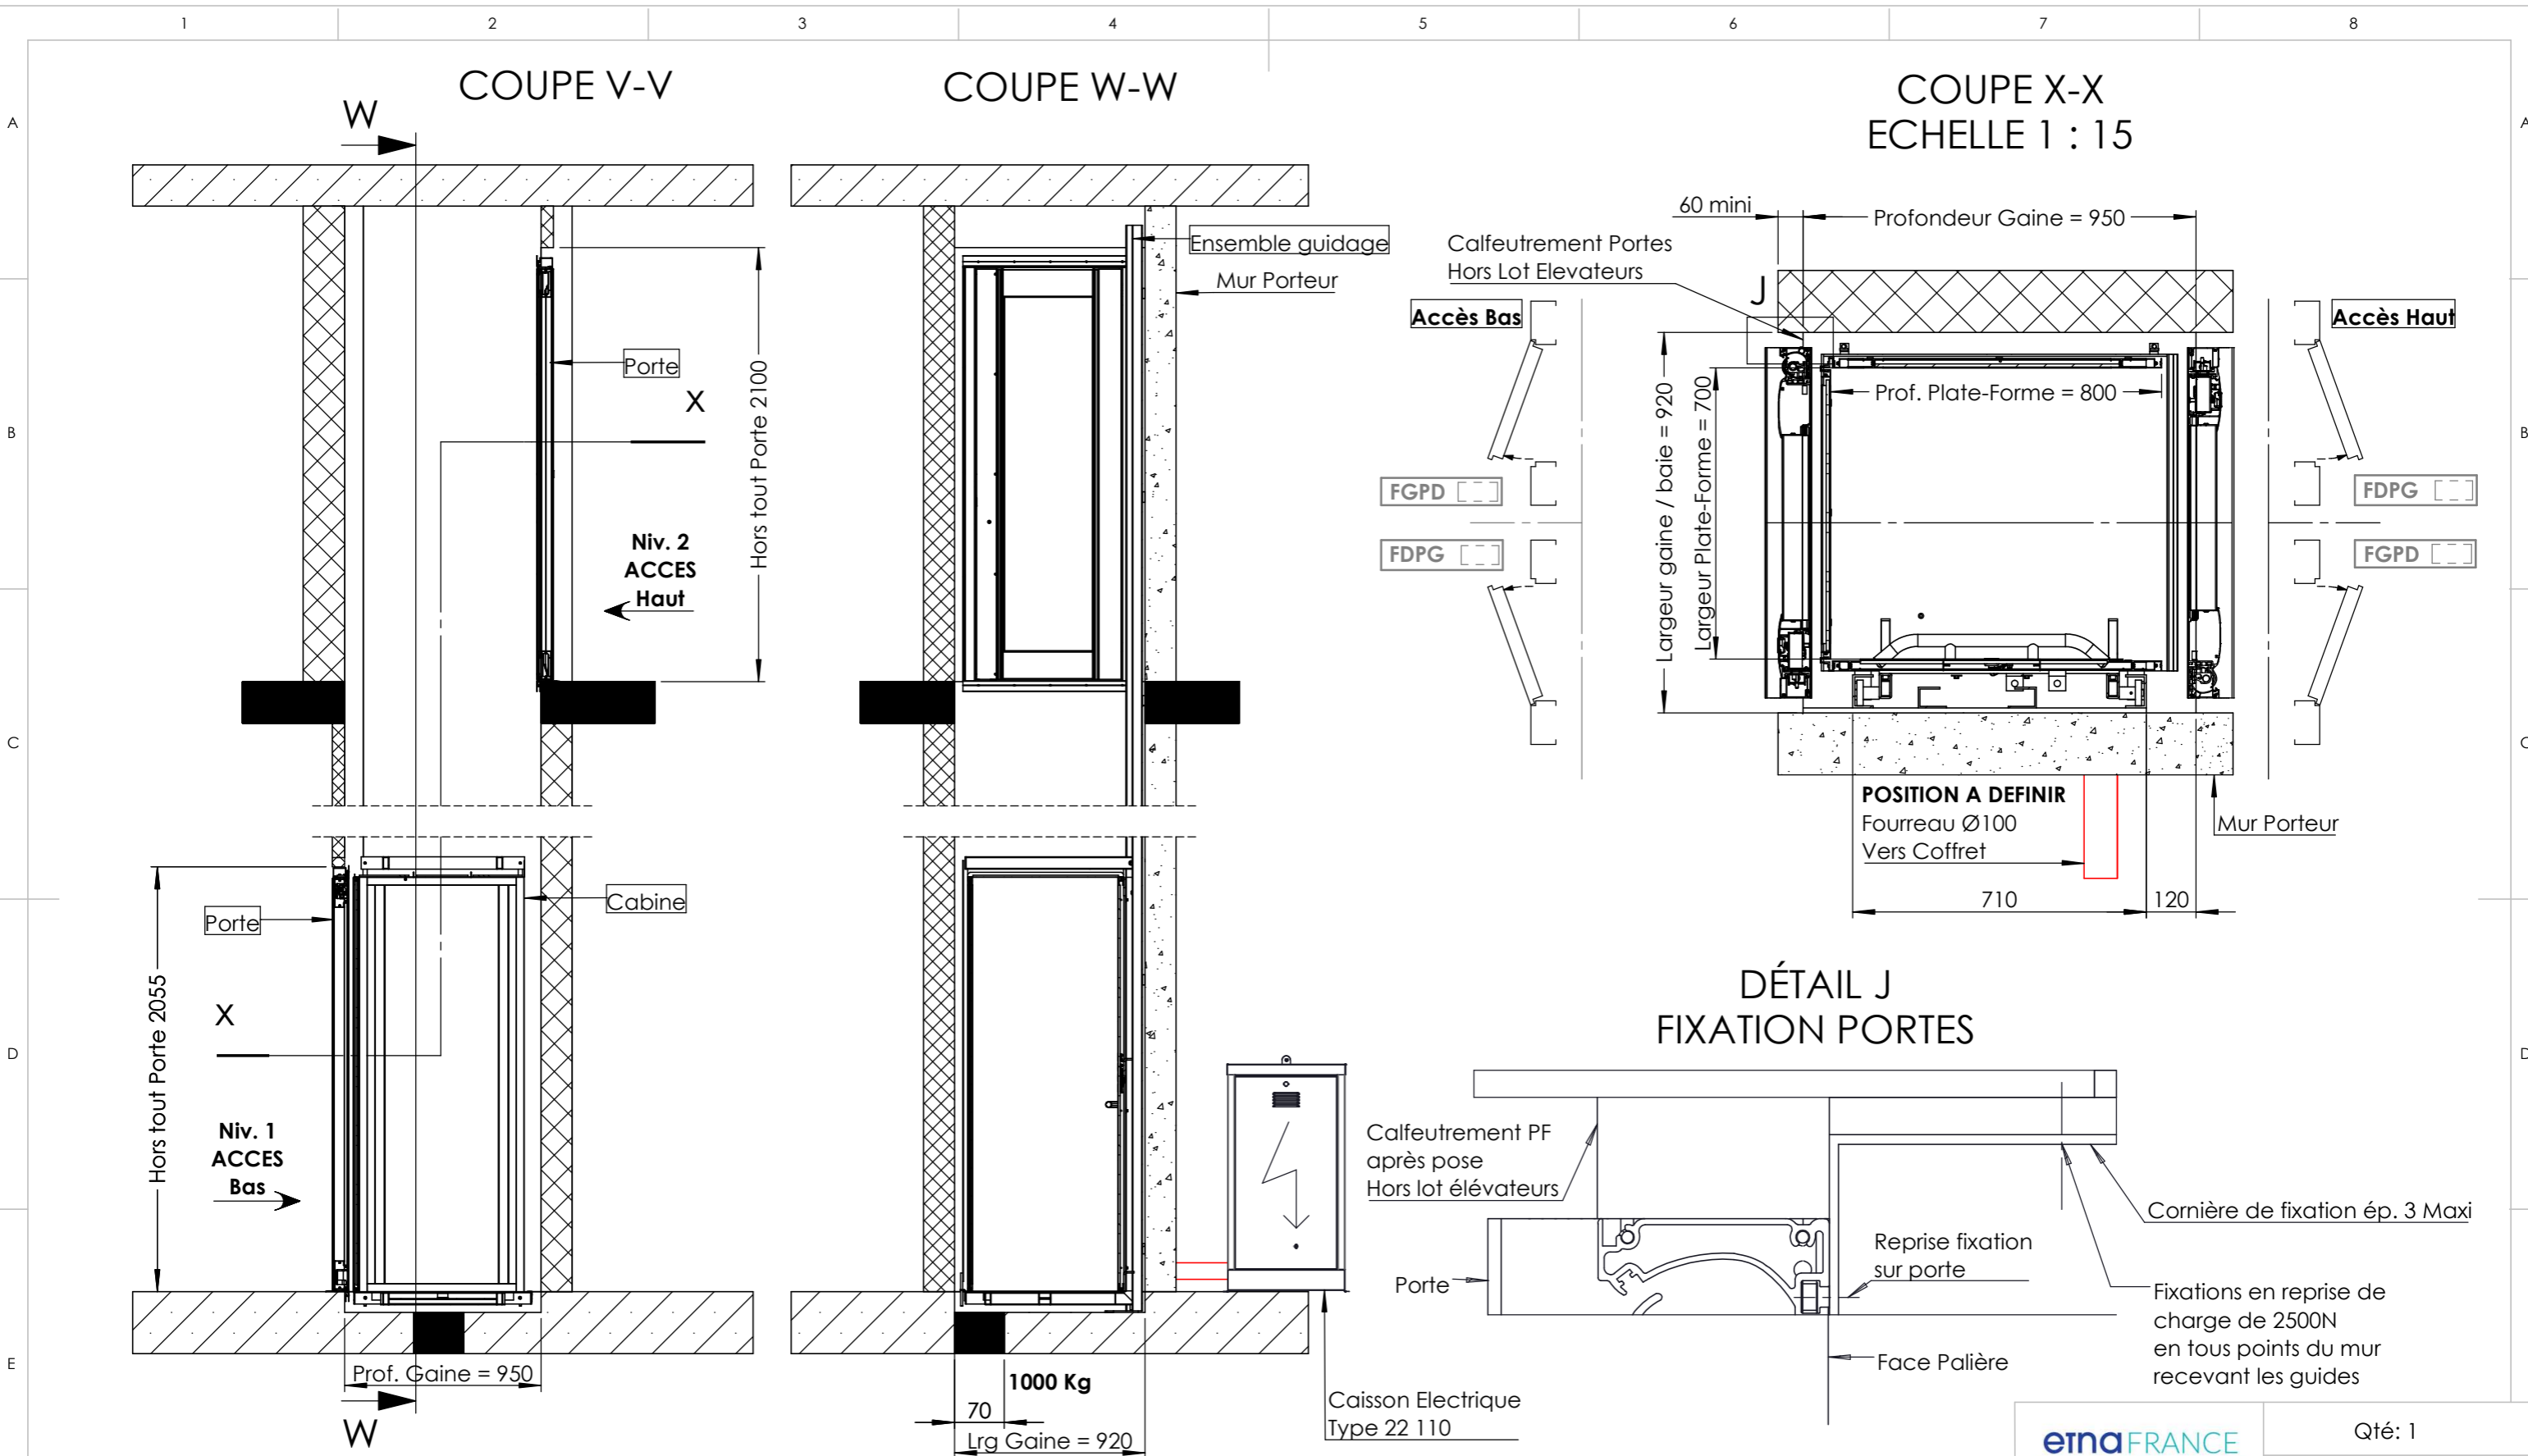 1
2
3
4
5
6
7
8
A
B
C
D
E
A
B
C
D
COUPE V-V
W
Porte
X
Hors tout Porte 2100
Niv. 2
ACCES
Haut
Cabine
Porte
Hors tout Porte 2055
X
Niv. 1
ACCES
Bas
Prof. Gaine = 950
W
COUPE W-W
Ensemble guidage
Mur Porteur
1000 Kg
70
Lrg Gaine = 920
Caisson Electrique
Type 22 110
COUPE X-X
ECHELLE 1 : 15
60 mini
Profondeur Gaine = 950
Calfeutrement Portes
Hors Lot Elevateurs
J
Accès Bas
Accès Haut
Prof. Plate-Forme = 800
Largeur gaine / baie = 920
Largeur Plate-Forme = 700
FGPD
FDPG
FDPG
FGPD
POSITION A DEFINIR
Fourreau Ø100
Vers Coffret
Mur Porteur
710
120
DÉTAIL J
FIXATION PORTES
Calfeutrement PF
après pose
Hors lot élévateurs
Cornière de fixation ép. 3 Maxi
Reprise fixation
sur porte
Porte
Fixations en reprise de
charge de 2500N
en tous points du mur
recevant les guides
Face Palière
etna FRANCE
Qté: 1